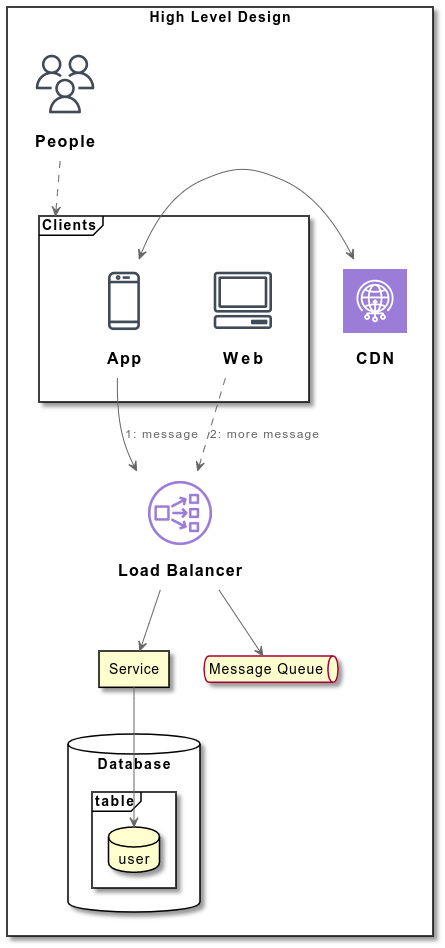 High Level Design
People
Clients
App
Web
CDN
1: message
2: more message
Load Balancer
Service
Message Queue
Database
table
user